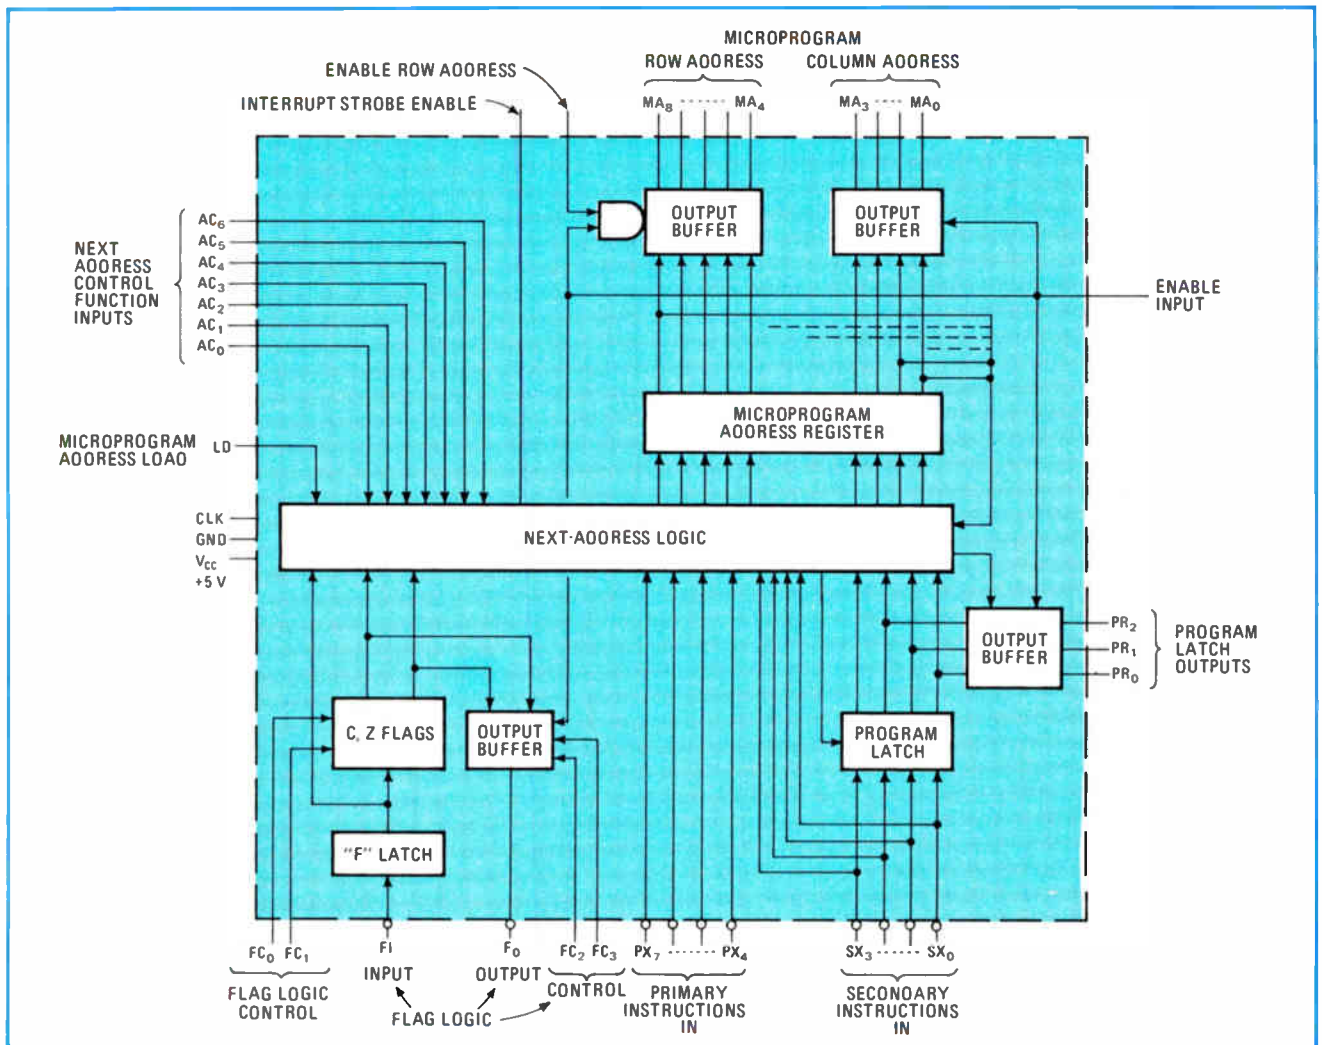 MICROPROGRAM
ROW AOORESS
COLUMN AOORESS
ENABLE ROW AOORESS
INTERRUPT STROBE ENABLE
MA8 ----- MA4
MA3 ---- MA0
OUTPUT
BUFFER
OUTPUT
BUFFER
NEXT
AOORESS
CONTROL
FUNCTION
INPUTS
AC6
AC5
AC4
AC3
AC2
AC1
AC0
ENABLE
INPUT
MICROPROGRAM
AOORESS REGISTER
MICROPROGRAM
AOORESS LOAO
LD
CLK
GND
VCC
+5 V
NEXT-AOORESS LOGIC
OUTPUT
BUFFER
PR2
PR1
PR0
PROGRAM
LATCH
OUTPUTS
C, Z FLAGS
OUTPUT
BUFFER
PROGRAM
LATCH
"F" LATCH
FC0 FC1
FI
FO
FC2 FC3
PX7 -------- PX4
SX3 ------ SX0
FLAG LOGIC
CONTROL
INPUT
OUTPUT
CONTROL
FLAG LOGIC
PRIMARY
INSTRUCTIONS
IN
SECONOARY
INSTRUCTIONS
IN